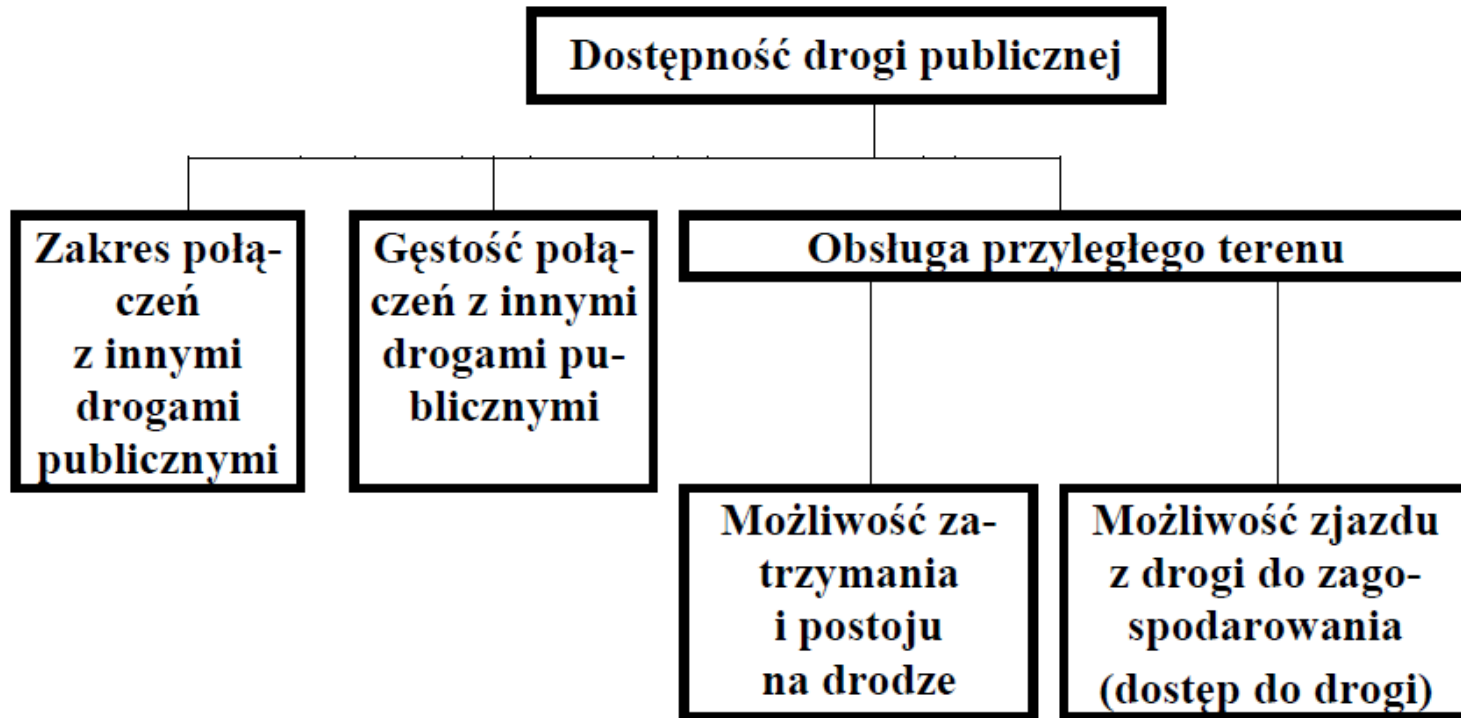 Dostępność drogi publicznej
Zakres połą-
czeń
z innymi
drogami
publicznymi
Gęstość połą-
czeń z innymi
drogami pu-
blicznymi
Obsługa przyległego terenu
Możliwość za-
trzymania
i postoju
na drodze
Możliwość zjazdu
z drogi do zago-
spodarowania
(dostęp do drogi)